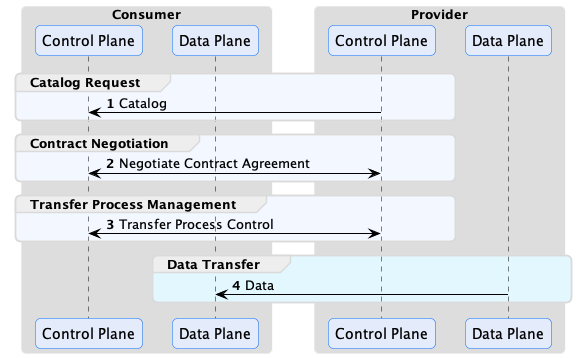 Consumer
Provider
Control Plane
Data Plane
Control Plane
Data Plane
Catalog Request
1 Catalog
Contract Negotiation
2 Negotiate Contract Agreement
Transfer Process Management
3 Transfer Process Control
Data Transfer
4 Data
Control Plane
Data Plane
Control Plane
Data Plane